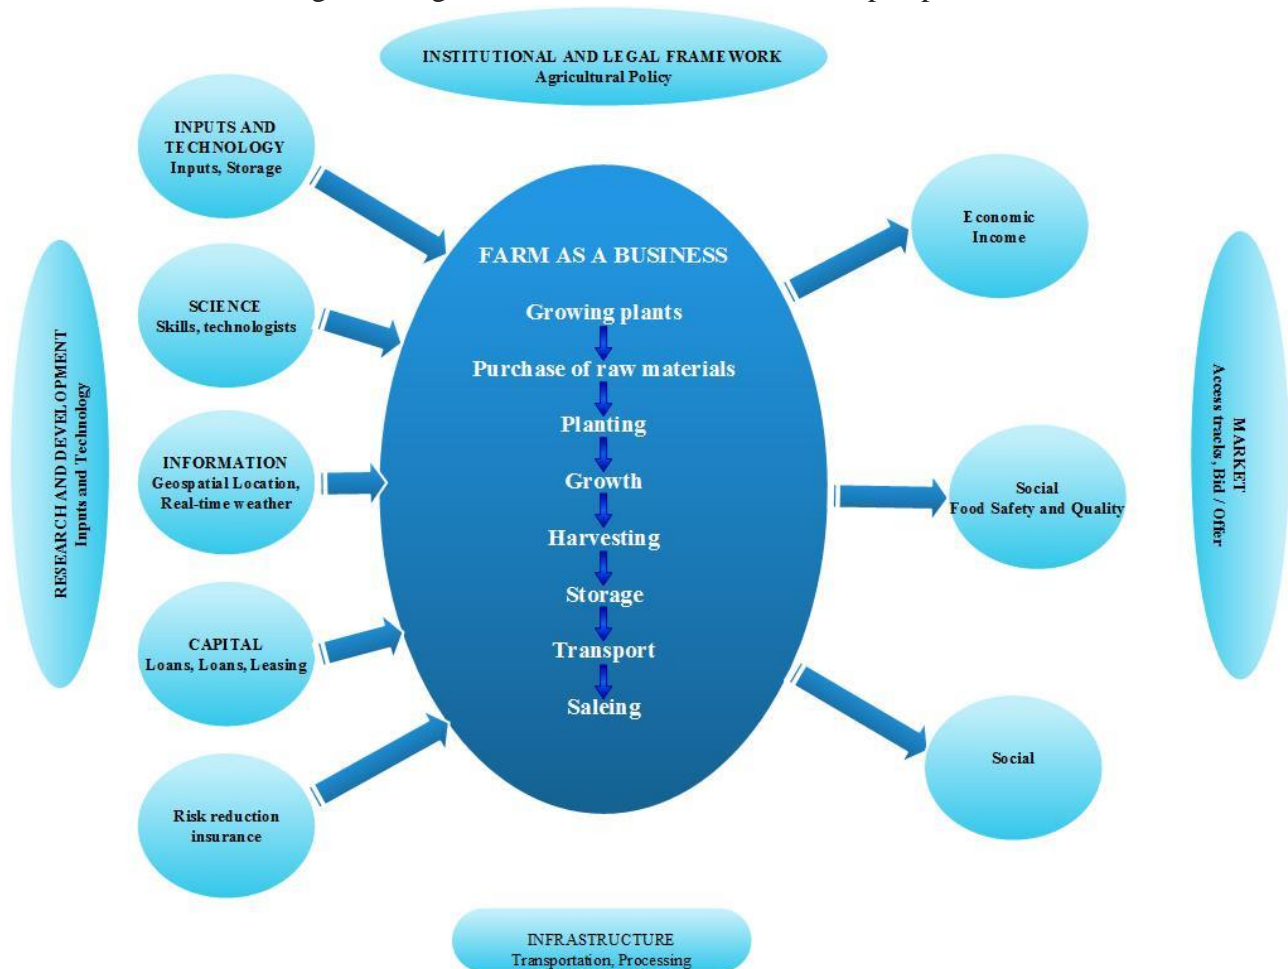 INSTITUTIONAL AND LEGAL FRAMEWORK
Agricultural Policy
INPUTS AND
TECHNOLOGY
Inputs, Storage
SCIENCE
Skills, technologists
INFORMATION
Geospatial Location,
Real-time weather
CAPITAL
Loans, Loans, Leasing
Risk reduction
insurance
RESEARCH AND DEVELOPMENT
Inputs and Technology
FARM AS A BUSINESS
Growing plants
Purchase of raw materials
Planting
Growth
Harvesting
Storage
Transport
Saleing
Economic
Income
Social
Food Safety and Quality
Social
MARKET
Access tracks, Bid / Offer
INFRASTRUCTURE
Transportation, Processing